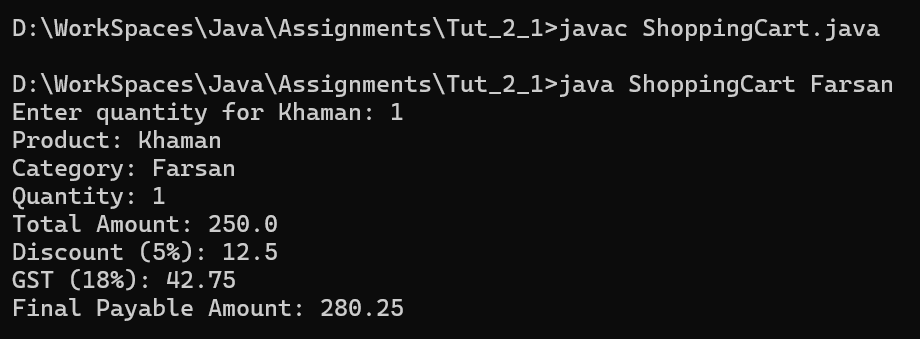 D:\WorkSpaces\Java\Assignments\Tut_2_1>javac ShoppingCart.java
D:\WorkSpaces\Java\Assignments\Tut_2_1>java ShoppingCart Farsan
Enter quantity for Khaman: 1
Product: Khaman
Category: Farsan
Quantity: 1
Total Amount: 250.0
Discount (5%): 12.5
GST (18%): 42.75
Final Payable Amount: 280.25